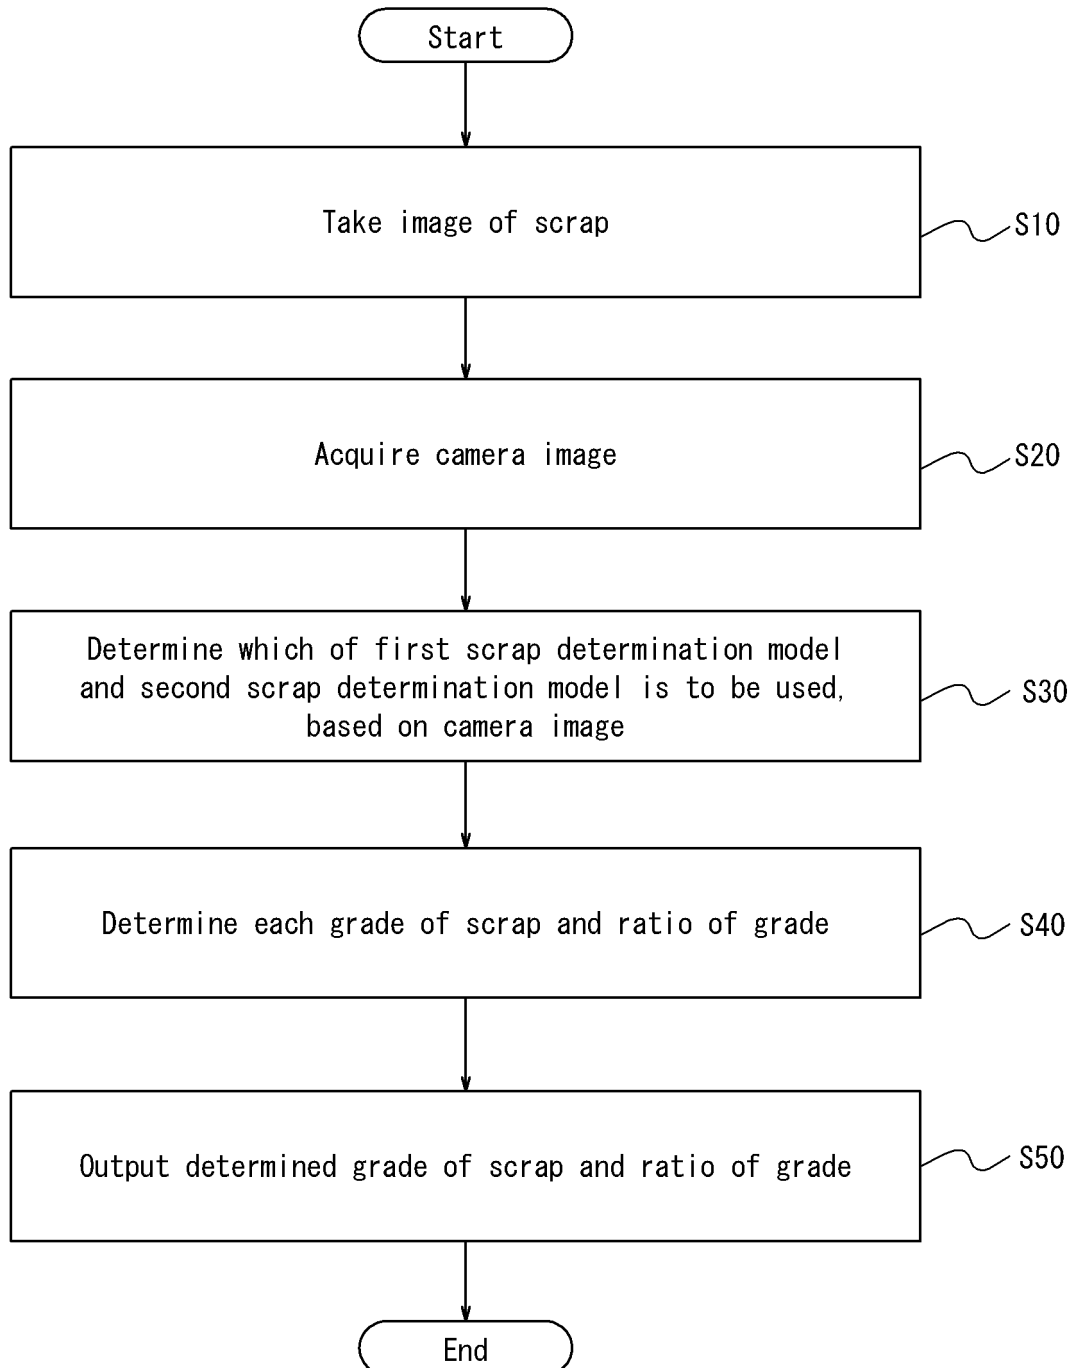 Start
Take image of scrap
S10
Acquire camera image
S20
Determine which of first scrap determination model
and second scrap determination model is to be used,
based on camera image
S30
Determine each grade of scrap and ratio of grade
S40
Output determined grade of scrap and ratio of grade
S50
End